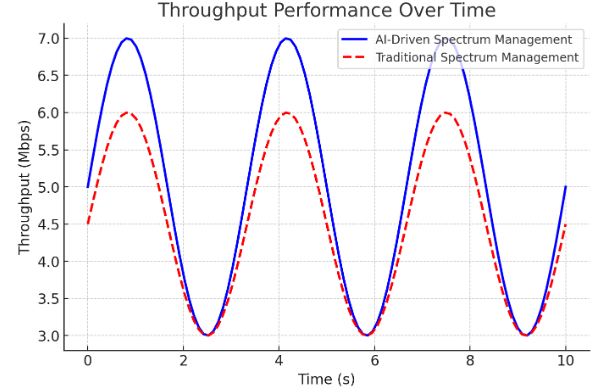 Throughput Performance Over Time
AI-Driven Spectrum Management
Traditional Spectrum Management
Throughput (Mbps)
7.0
6.5
6.0
5.5
5.0
4.5
4.0
3.5
3.0
0 2 4 6 8 10
Time (s)